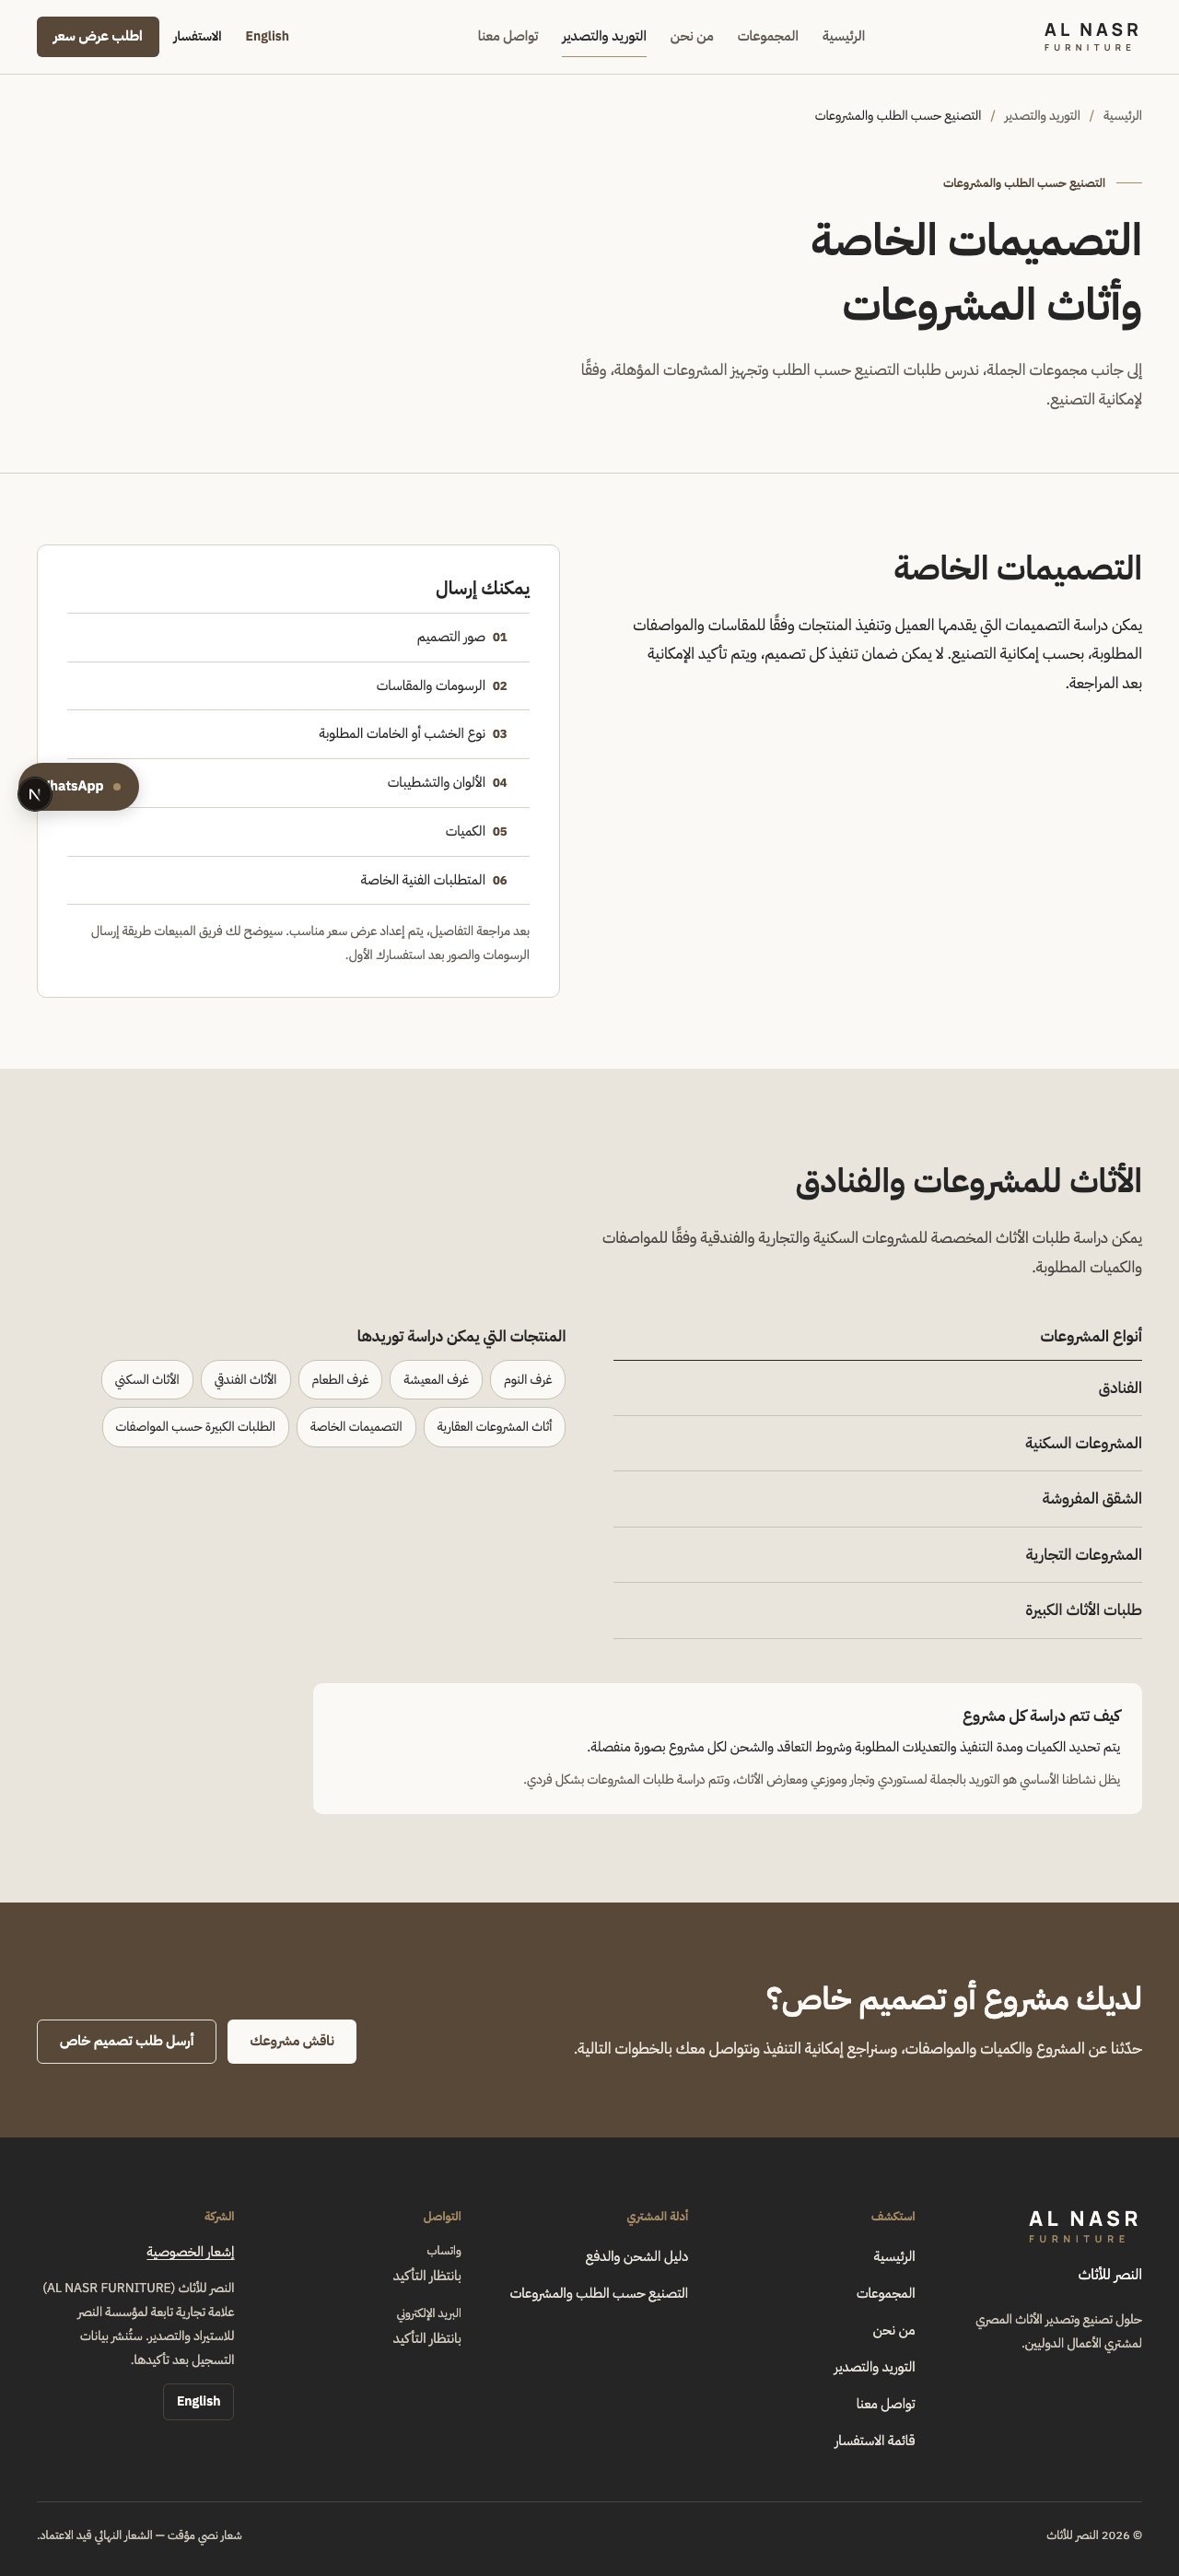 AL NASR
FURNITURE
الرئيسية
المجموعات
من نحن
التوريد والتصدير
تواصل معنا
English
الاستفسار
اطلب عرض سعر
الرئيسية / التوريد والتصدير / التصنيع حسب الطلب والمشروعات
التصنيع حسب الطلب والمشروعات
التصميمات الخاصة
وأثاث المشروعات
إلى جانب مجموعات الجملة، ندرس طلبات التصنيع حسب الطلب وتجهيز المشروعات المؤهلة، وفقًا
لإمكانية التصنيع.
التصميمات الخاصة
يمكن دراسة التصميمات التي يقدمها العميل وتنفيذ المنتجات وفقًا للمقاسات والمواصفات
المطلوبة، بحسب إمكانية التصنيع. لا يمكن ضمان تنفيذ كل تصميم، ويتم تأكيد الإمكانية
بعد المراجعة.
يمكنك إرسال
01 صور التصميم
02 الرسومات والمقاسات
03 نوع الخشب أو الخامات المطلوبة
04 الألوان والتشطيبات
05 الكميات
06 المتطلبات الفنية الخاصة
بعد مراجعة التفاصيل، يتم إعداد عرض سعر مناسب. سيوضح لك فريق المبيعات طريقة إرسال
الرسومات والصور بعد استفسارك الأول.
hatsApp
N
الأثاث للمشروعات والفنادق
يمكن دراسة طلبات الأثاث المخصصة للمشروعات السكنية والتجارية والفندقية وفقًا للمواصفات
والكميات المطلوبة.
أنواع المشروعات
الفنادق
المشروعات السكنية
الشقق المفروشة
المشروعات التجارية
طلبات الأثاث الكبيرة
المنتجات التي يمكن دراسة توريدها
غرف النوم
غرف المعيشة
غرف الطعام
الأثاث الفندقي
الأثاث السكني
أثاث المشروعات العقارية
التصميمات الخاصة
الطلبات الكبيرة حسب المواصفات
كيف تتم دراسة كل مشروع
يتم تحديد الكميات ومدة التنفيذ والتعديلات المطلوبة وشروط التعاقد والشحن لكل مشروع بصورة منفصلة.
يظل نشاطنا الأساسي هو التوريد بالجملة لمستوردي وتجار وموزعي ومعارض الأثاث، وتتم دراسة طلبات المشروعات بشكل فردي.
لديك مشروع أو تصميم خاص؟
حدّثنا عن المشروع والكميات والمواصفات، وسنراجع إمكانية التنفيذ ونتواصل معك بالخطوات التالية.
ناقش مشروعك
أرسل طلب تصميم خاص
AL NASR
FURNITURE
النصر للأثاث
حلول تصنيع وتصدير الأثاث المصري
لمشتري الأعمال الدوليين.
استكشف
الرئيسية
المجموعات
من نحن
التوريد والتصدير
تواصل معنا
قائمة الاستفسار
أدلة المشتري
دليل الشحن والدفع
التصنيع حسب الطلب والمشروعات
التواصل
واتساب
بانتظار التأكيد
البريد الإلكتروني
بانتظار التأكيد
الشركة
إشعار الخصوصية
النصر للأثاث (AL NASR FURNITURE)
علامة تجارية تابعة لمؤسسة النصر
للاستيراد والتصدير. ستُنشر بيانات
التسجيل بعد تأكيدها.
English
© 2026 النصر للأثاث
شعار نصي مؤقت — الشعار النهائي قيد الاعتماد.